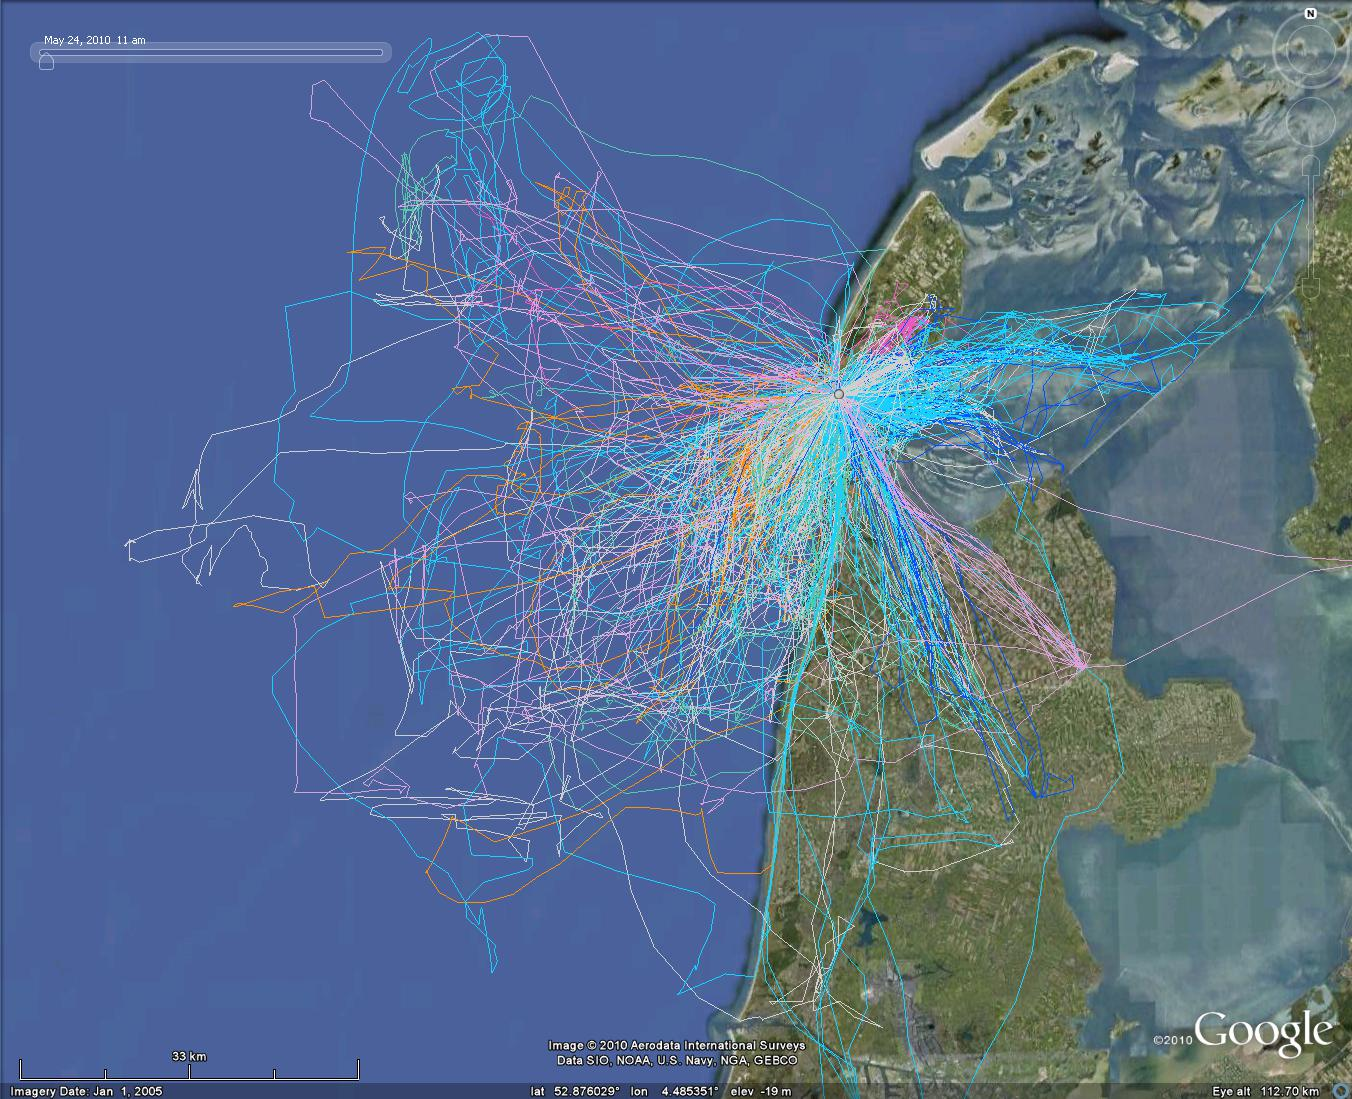 May 24, 2010  11 am
N
33 km
Image © 2010 Aerodata International Surveys
Data SIO, NOAA, U.S. Navy, NGA, GEBCO
©2010 Google
Imagery Date: Jan 1, 2005
lat 52.876029° lon 4.485351° elev -19 m
Eye alt 112.70 km